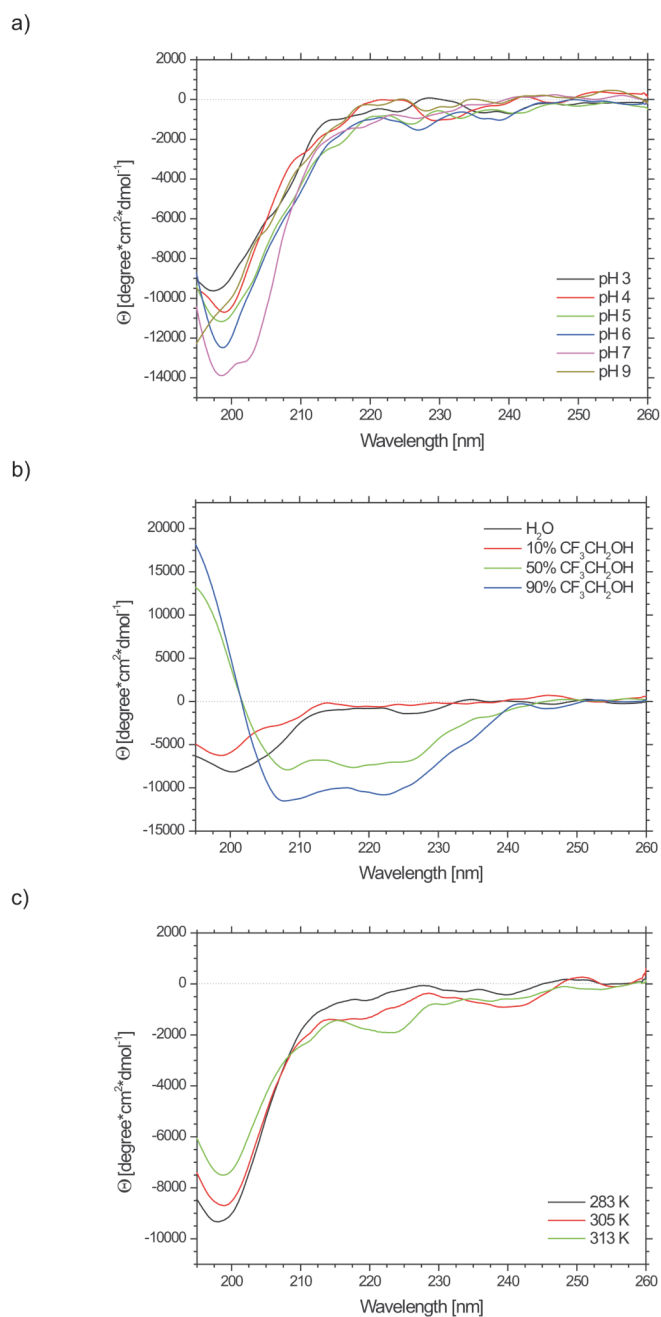 a)
2000
0
-2000
-4000
-6000
-8000
-10000
-12000
-14000
Θ [degree*cm²*dmol⁻¹]
pH 3
pH 4
pH 5
pH 6
pH 7
pH 9
200 210 220 230 240 250 260
Wavelength [nm]
b)
20000
15000
10000
5000
0
-5000
-10000
-15000
Θ [degree*cm²*dmol⁻¹]
H₂O
10% CF₃CH₂OH
50% CF₃CH₂OH
90% CF₃CH₂OH
200 210 220 230 240 250 260
Wavelength [nm]
c)
2000
0
-2000
-4000
-6000
-8000
-10000
Θ [degree*cm²*dmol⁻¹]
283 K
305 K
313 K
200 210 220 230 240 250 260
Wavelength [nm]